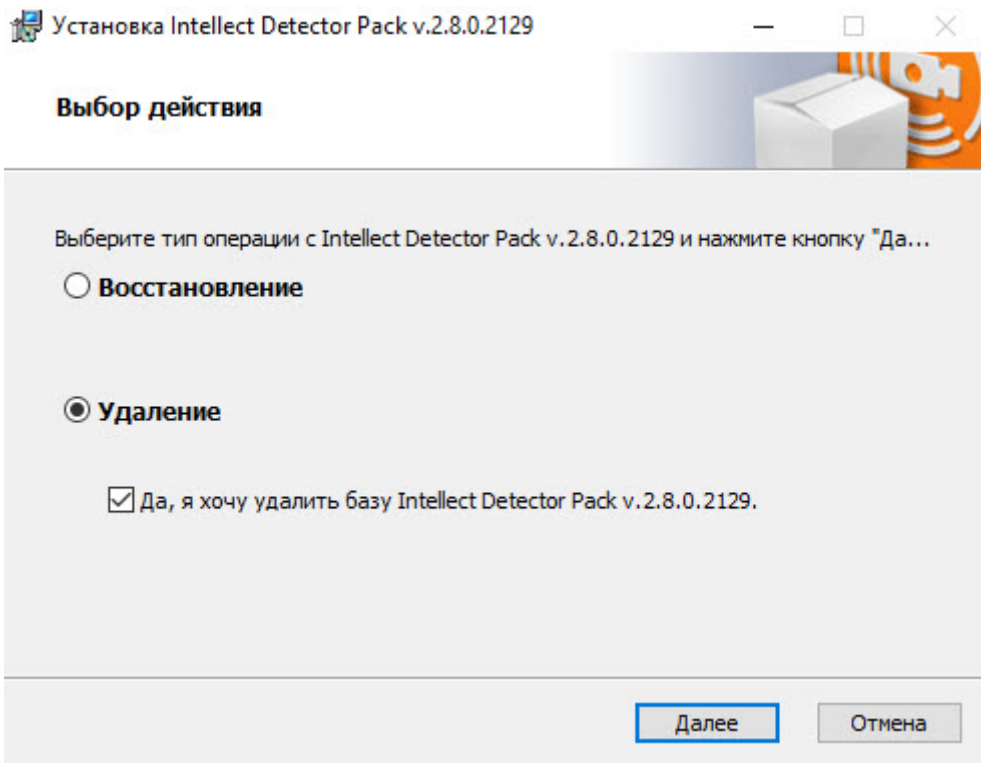 Установка Intellect Detector Pack v.2.8.0.2129
Выбор действия
Выберите тип операции с Intellect Detector Pack v.2.8.0.2129 и нажмите кнопку "Да...
Восстановление
Удаление
Да, я хочу удалить базу Intellect Detector Pack v.2.8.0.2129.
Далее
Отмена